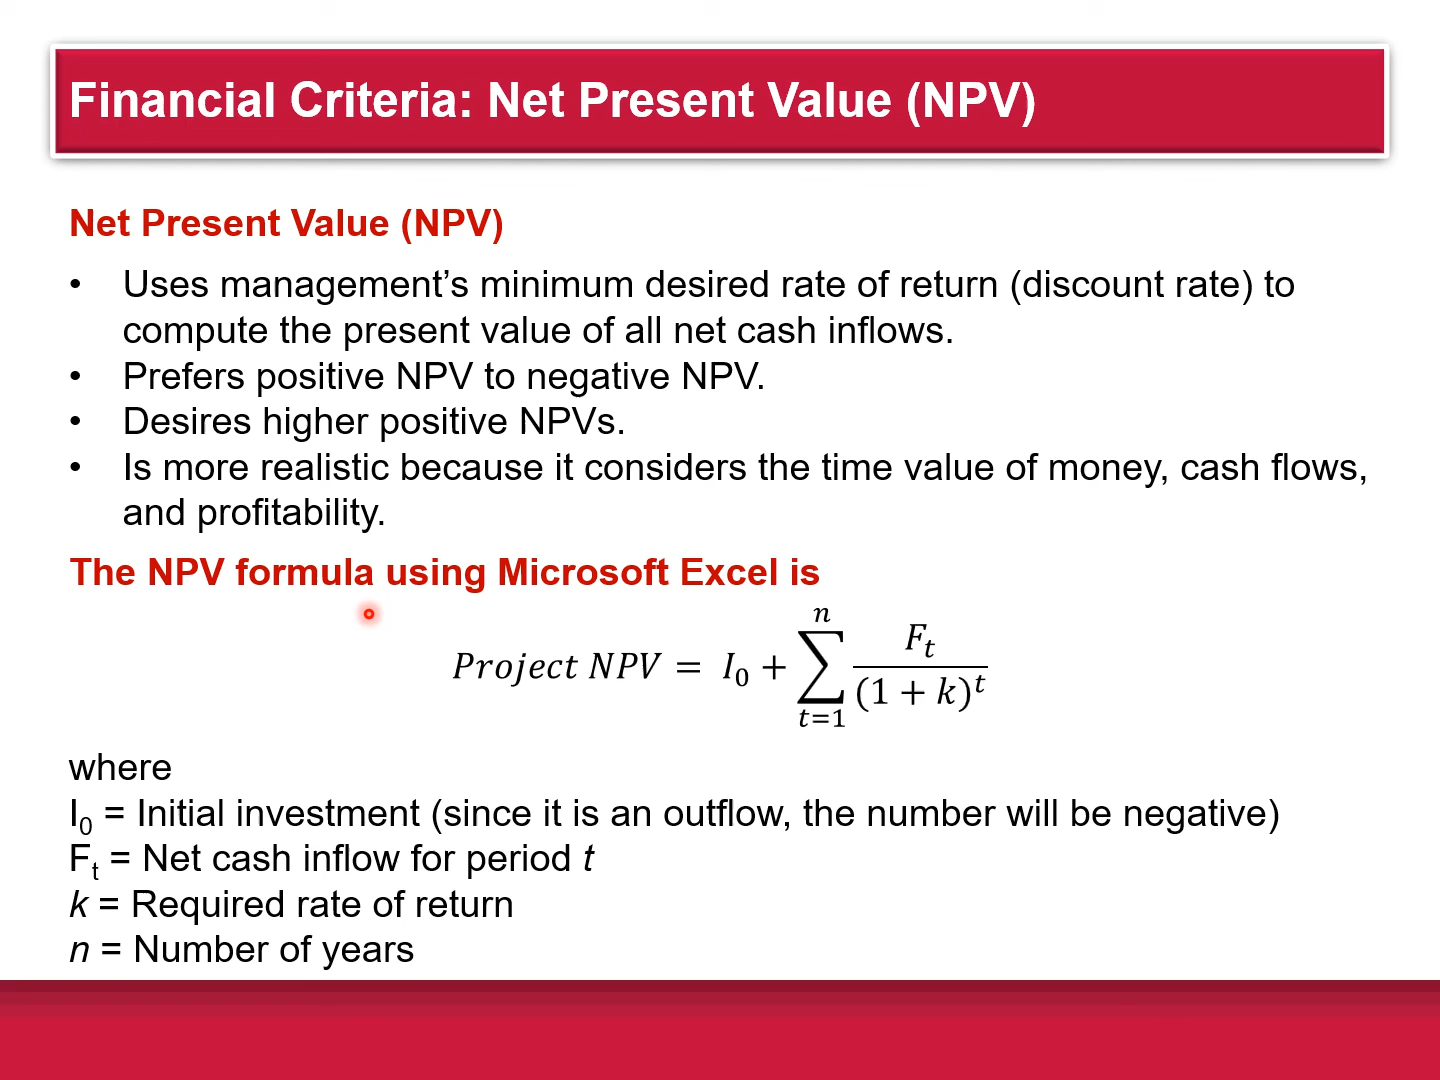 Financial Criteria: Net Present Value (NPV)
Net Present Value (NPV)
• Uses management’s minimum desired rate of return (discount rate) to
compute the present value of all net cash inflows.
• Prefers positive NPV to negative NPV.
• Desires higher positive NPVs.
• Is more realistic because it considers the time value of money, cash flows,
and profitability.
The NPV formula using Microsoft Excel is
Project NPV = I₀ + ∑_{t=1}^{n} F_t / (1 + k)^t
where
I₀ = Initial investment (since it is an outflow, the number will be negative)
Fₜ = Net cash inflow for period t
k = Required rate of return
n = Number of years